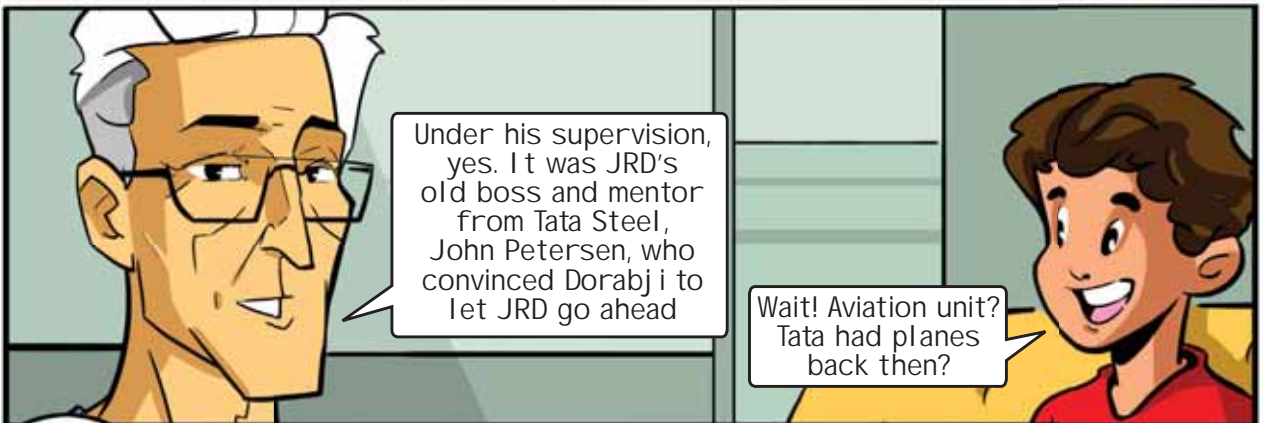 Under his supervision,
yes. It was JRD's
old boss and mentor
from Tata Steel,
John Petersen, who
convinced Dorabji to
let JRD go ahead
Wait! Aviation unit?
Tata had planes
back then?